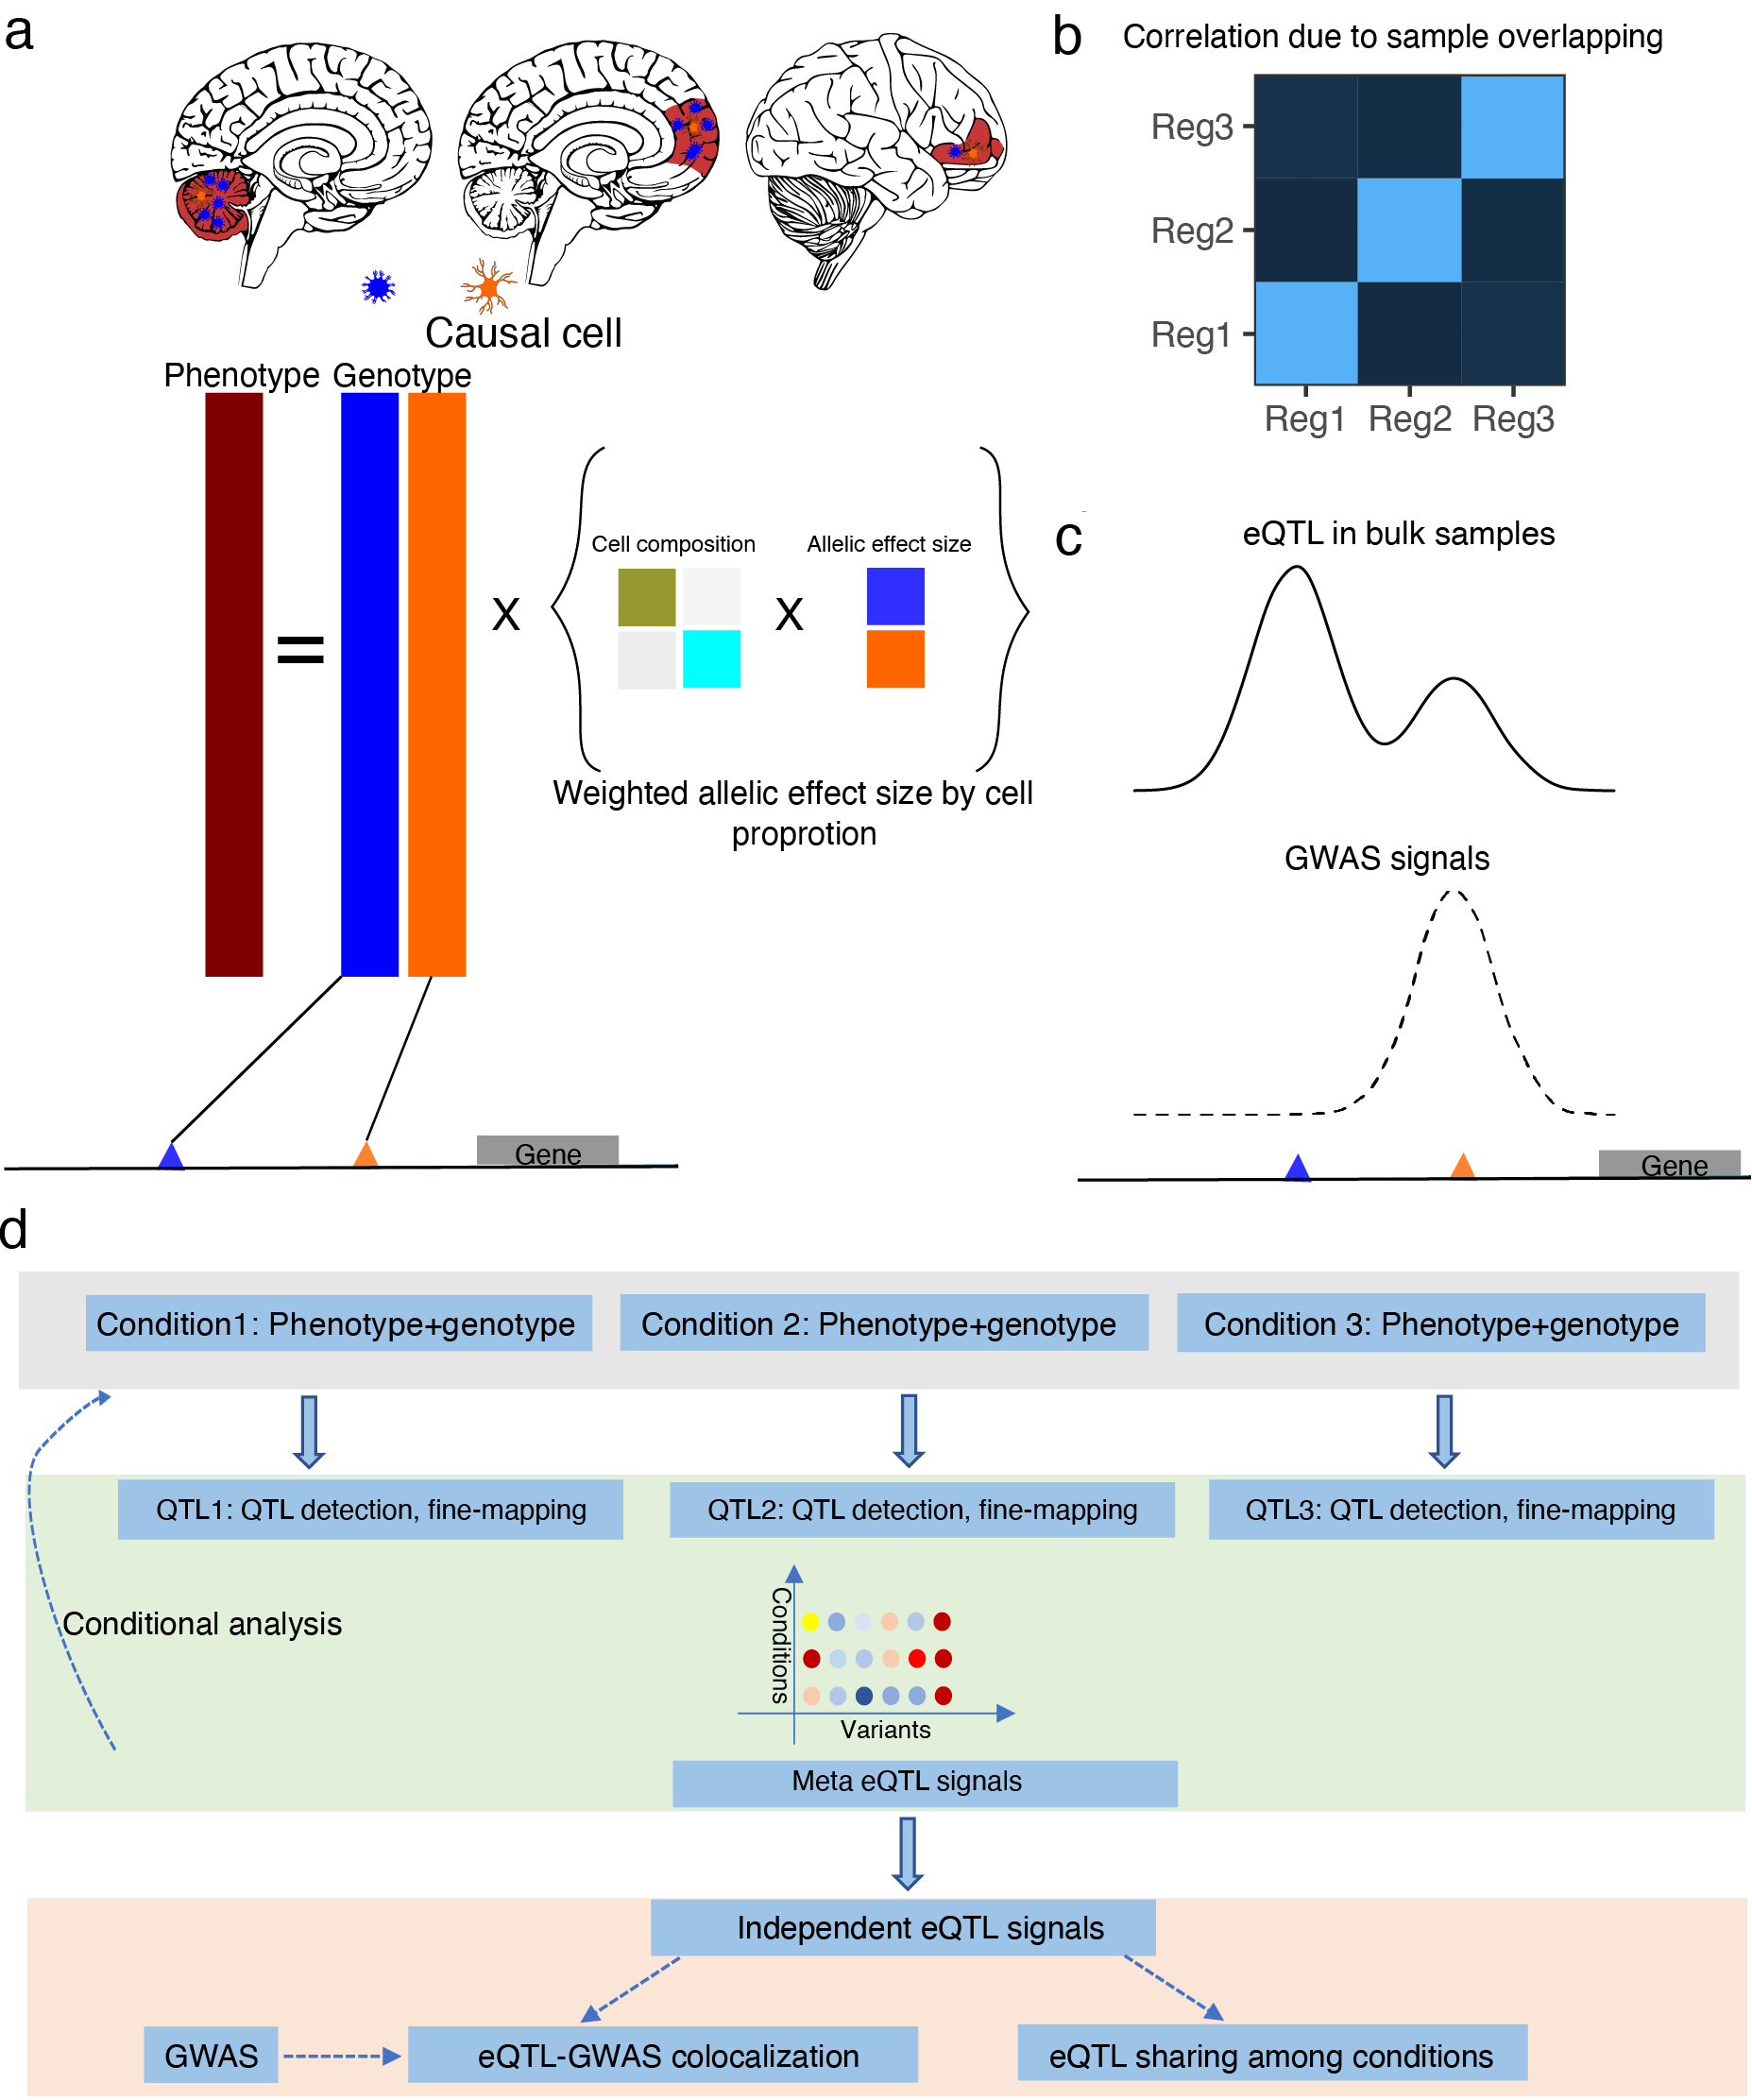 a
Causal cell
Phenotype Genotype
=
x
Cell composition
x
Allelic effect size
Weighted allelic effect size by cell
proprotion
Gene
b
Correlation due to sample overlapping
Reg3
Reg2
Reg1
Reg1 Reg2 Reg3
c
eQTL in bulk samples
GWAS signals
Gene
d
Condition1: Phenotype+genotype
Condition 2: Phenotype+genotype
Condition 3: Phenotype+genotype
QTL1: QTL detection, fine-mapping
QTL2: QTL detection, fine-mapping
QTL3: QTL detection, fine-mapping
Conditional analysis
Conditions
Variants
Meta eQTL signals
Independent eQTL signals
GWAS
eQTL-GWAS colocalization
eQTL sharing among conditions